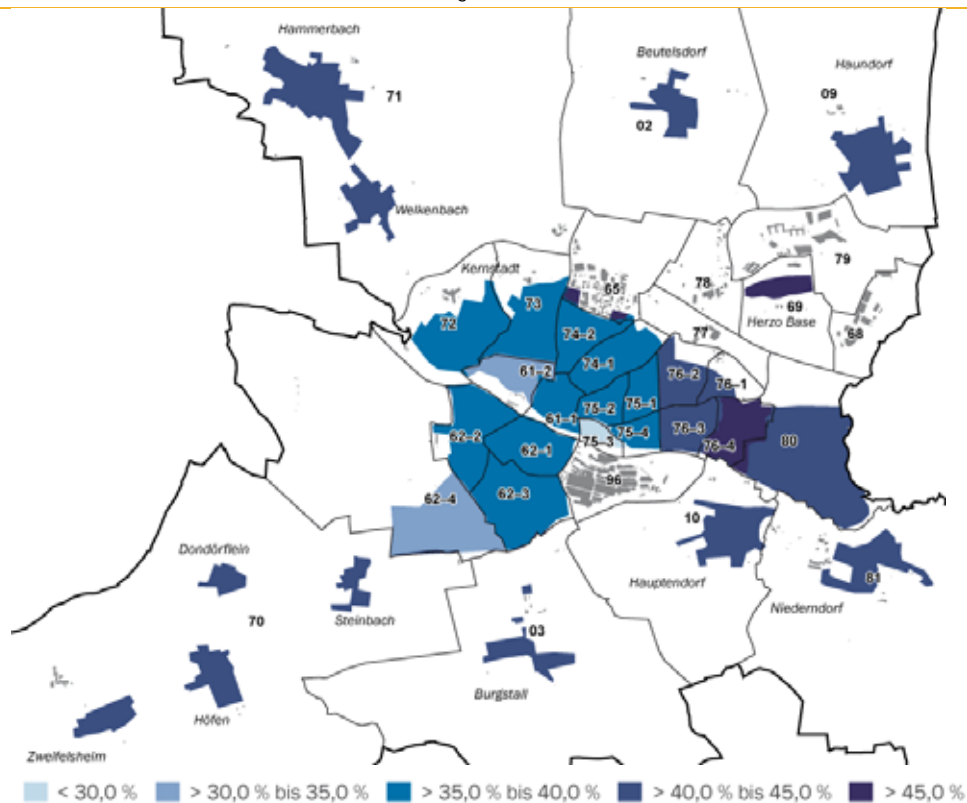 Hammerbach
Beutelsdorf
Haundorf
71
09
02
Welkenbach
Kernstadt
79
65
78
69
73
Herzo Base
68
72
77
74–2
74–1
61–2
76–2
76–1
75–2
75–1
61–1
75–4
76–3
62–2
75–3
76–4
80
62–1
96
62–3
62–4
10
Dondörflein
81
Hauptendorf
Niederndorf
70
Steinbach
03
Burgstall
Höfen
Zweifelsheim
< 30,0 %
> 30,0 % bis 35,0 %
> 35,0 % bis 40,0 %
> 40,0 % bis 45,0 %
> 45,0 %